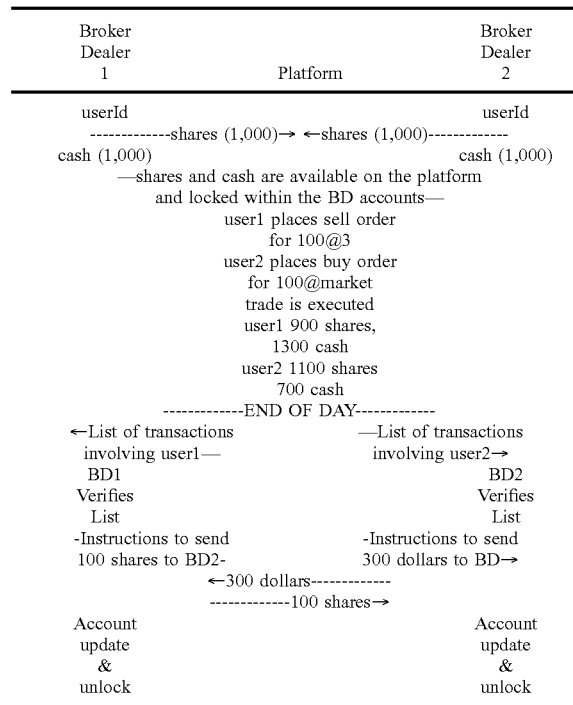 Broker Broker
Dealer Dealer
1 Platform 2
userId userId
-------------shares (1,000)→ ←shares (1,000)-------------
cash (1,000) cash (1,000)
—shares and cash are available on the platform
and locked within the BD accounts—
user1 places sell order
for 100@3
user2 places buy order
for 100@market
trade is executed
user1 900 shares,
1300 cash
user2 1100 shares
700 cash
-------------END OF DAY-------------
←List of transactions —List of transactions
involving user1— involving user2→
BD1 BD2
Verifies Verifies
List List
-Instructions to send -Instructions to send
100 shares to BD2- 300 dollars to BD→
←300 dollars-------------
-------------100 shares→
Account Account
update update
& &
unlock unlock